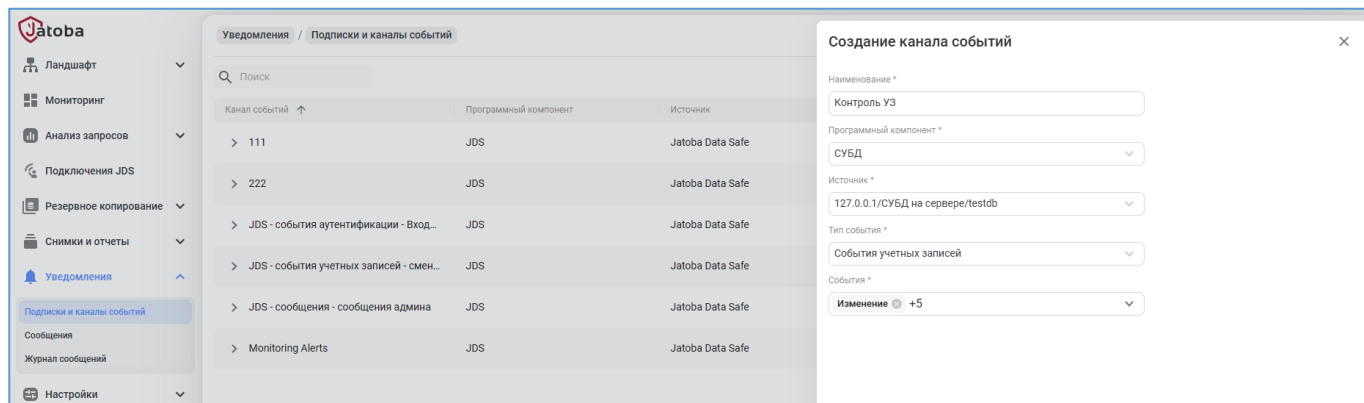 Jatoba
Ландшафт
Мониторинг
Анализ запросов
Подключения JDS
Резервное копирование
Снимки и отчеты
Уведомления
Подписки и каналы событий
Сообщения
Журнал сообщений
Настройки
Уведомления / Подписки и каналы событий
Поиск
Канал событий Программный компонент Источник
111 JDS Jatoba Data Safe
222 JDS Jatoba Data Safe
JDS - события аутентификации - Вход... JDS Jatoba Data Safe
JDS - события учетных записей - смен... JDS Jatoba Data Safe
JDS - сообщения - сообщения админа JDS Jatoba Data Safe
Monitoring Alerts JDS Jatoba Data Safe
Создание канала событий
Наименование *
Контроль УЗ
Программный компонент *
СУБД
Источник *
127.0.0.1/СУБД на сервере/testdb
Тип события *
События учетных записей
События *
Изменение +5